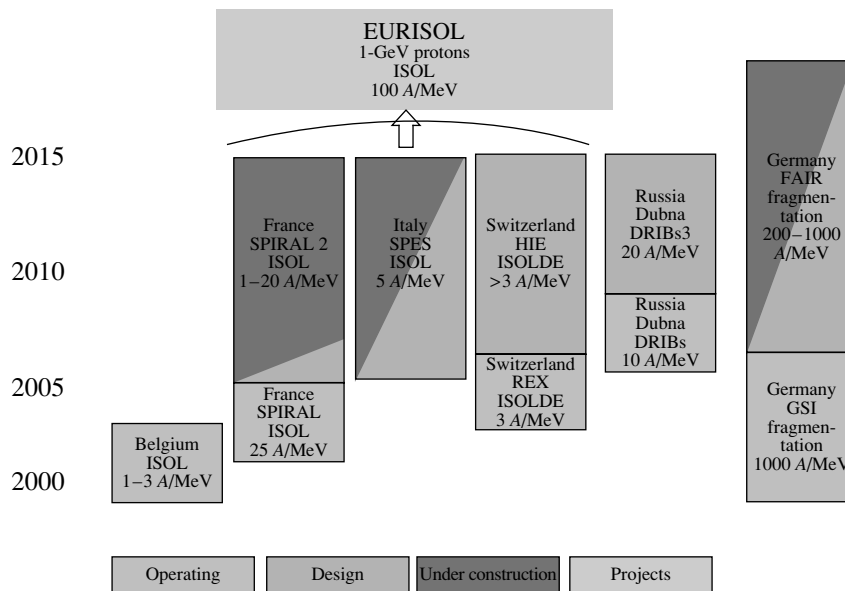 EURISOL
1-GeV protons
ISOL
100 A/MeV
2015
2010
2005
2000
France
SPIRAL 2
ISOL
1–20 A/MeV
Italy
SPES
ISOL
5 A/MeV
Switzerland
HIE
ISOLDE
>3 A/MeV
Russia
Dubna
DRIBs3
20 A/MeV
Germany
FAIR
fragmen-
tation
200–1000
A/MeV
Belgium
ISOL
1–3 A/MeV
France
SPIRAL
ISOL
25 A/MeV
Switzerland
REX
ISOLDE
3 A/MeV
Russia
Dubna
DRIBs
10 A/MeV
Germany
GSI
fragmen-
tation
1000 A/MeV
Operating
Design
Under construction
Projects